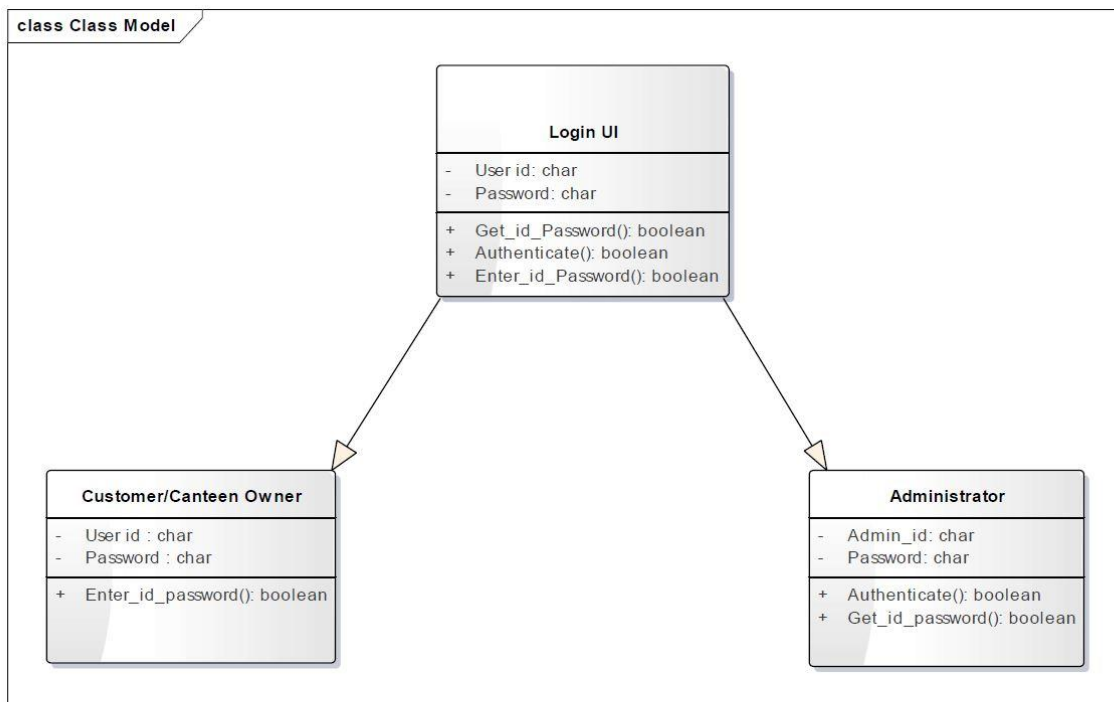 class Class Model
Login UI
- User id: char
- Password: char
+ Get_id_Password(): boolean
+ Authenticate(): boolean
+ Enter_id_Password(): boolean
Customer/Canteen Owner
- User id : char
- Password : char
+ Enter_id_password(): boolean
Administrator
- Admin_id: char
- Password: char
+ Authenticate(): boolean
+ Get_id_password(): boolean